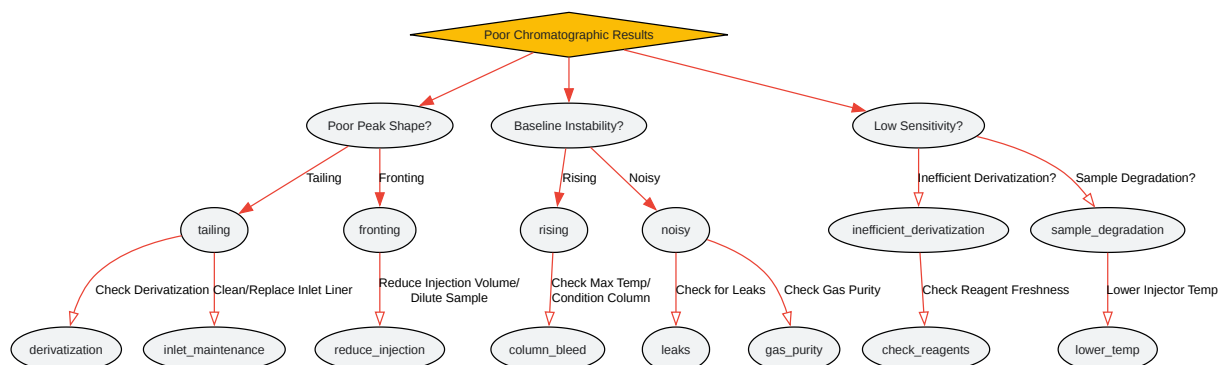 Poor Chromatographic Results
Poor Peak Shape?
Baseline Instability?
Low Sensitivity?
Tailing
Fronting
Rising
Noisy
Inefficient Derivatization?
Sample Degradation?
tailing
fronting
rising
noisy
inefficient_derivatization
sample_degradation
Check Derivatization
Clean/Replace Inlet Liner
Reduce Injection Volume/
Dilute Sample
Check Max Temp/
Condition Column
Check for Leaks
Check Gas Purity
Check Reagent Freshness
Lower Injector Temp
derivatization
inlet_maintenance
reduce_injection
column_bleed
leaks
gas_purity
check_reagents
lower_temp